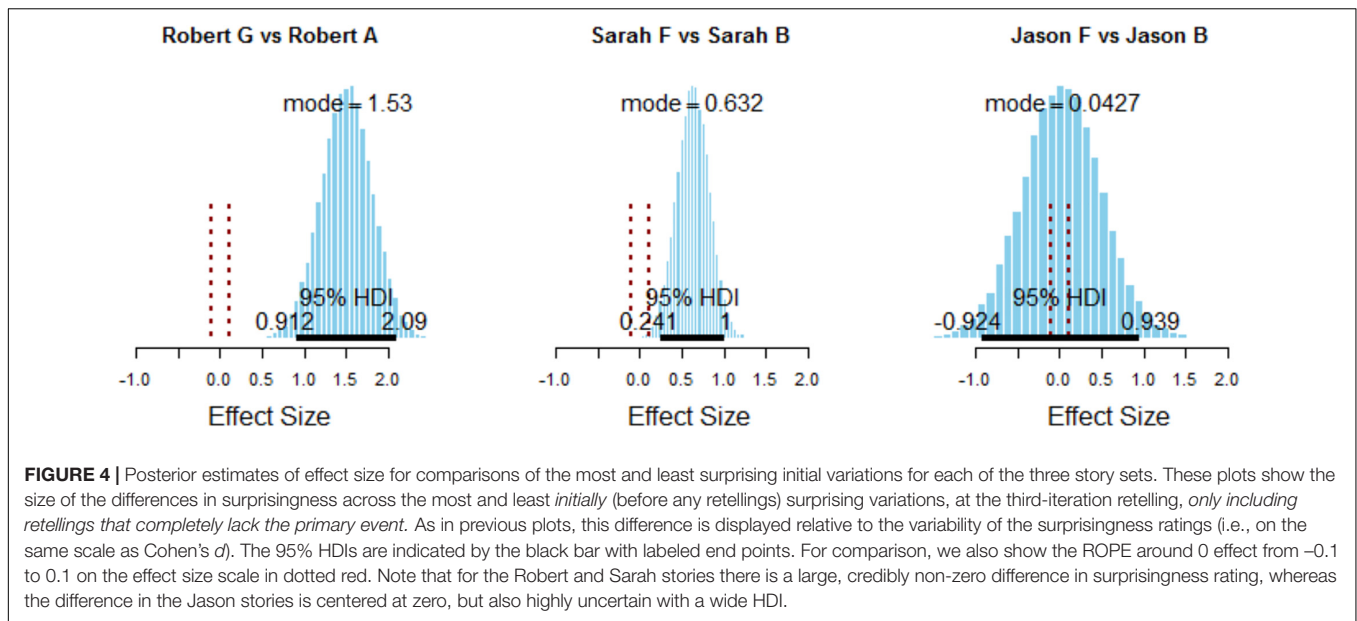 Robert G vs Robert A
Sarah F vs Sarah B
Jason F vs Jason B
mode = 1.53
mode = 0.632
mode = 0.0427
95% HDI
95% HDI
95% HDI
0.912 2.09
0.241 1
-0.924 0.939
-1.0 0.0 0.5 1.0 1.5 2.0
-1.0 0.0 0.5 1.0 1.5 2.0
-1.0 0.0 0.5 1.0 1.5 2.0
Effect Size
Effect Size
Effect Size
FIGURE 4 | Posterior estimates of effect size for comparisons of the most and least surprising initial variations for each of the three story sets. These plots show the
size of the differences in surprisingness across the most and least initially (before any retellings) surprising variations, at the third-iteration retelling, only including
retellings that completely lack the primary event. As in previous plots, this difference is displayed relative to the variability of the surprisingness ratings (i.e., on the
same scale as Cohen's d). The 95% HDIs are indicated by the black bar with labeled end points. For comparison, we also show the ROPE around 0 effect from –0.1
to 0.1 on the effect size scale in dotted red. Note that for the Robert and Sarah stories there is a large, credibly non-zero difference in surprisingness rating, whereas
the difference in the Jason stories is centered at zero, but also highly uncertain with a wide HDI.